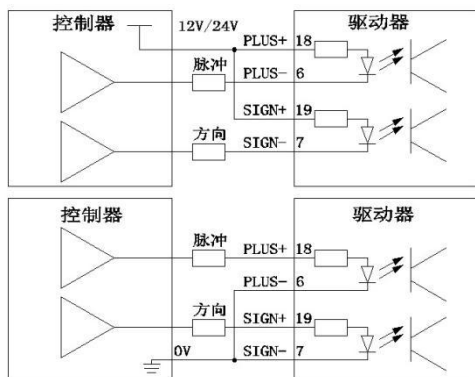 控制器 12V/24V 驱动器
PLUS+ 18
脉冲 PLUS- 6
SIGN+ 19
方向 SIGN- 7
控制器 驱动器
脉冲 PLUS+ 18
PLUS- 6
方向 SIGN+ 19
0V SIGN- 7